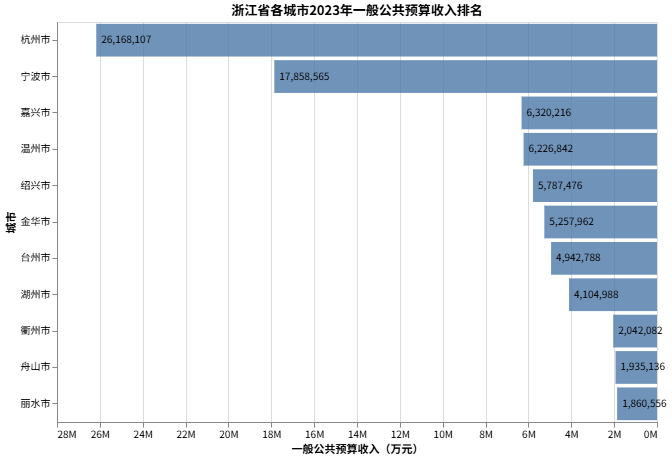 浙江省各城市2023年一般公共预算收入排名
城市
杭州市 26,168,107
宁波市 17,858,565
嘉兴市 6,320,216
温州市 6,226,842
绍兴市 5,787,476
金华市 5,257,962
台州市 4,942,788
湖州市 4,104,988
衢州市 2,042,082
舟山市 1,935,136
丽水市 1,860,556
28M 26M 24M 22M 20M 18M 16M 14M 12M 10M 8M 6M 4M 2M 0M
一般公共预算收入（万元）